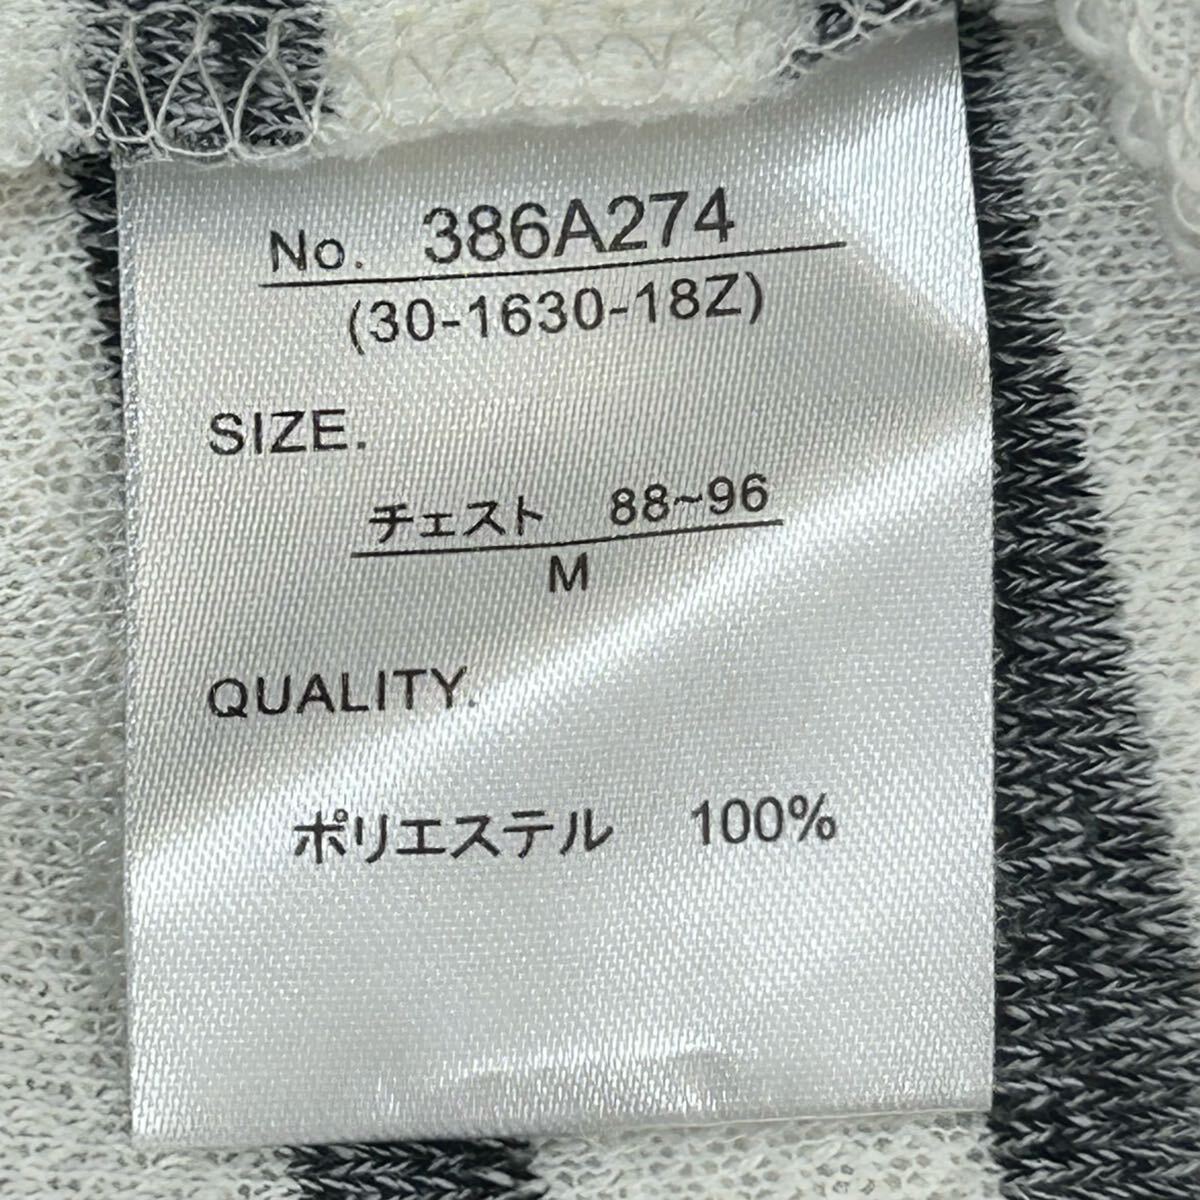 No. 386A274
(30-1630-18Z)
SIZE.
チェスト 88~96
M
QUALITY.
ポリエステル 100%